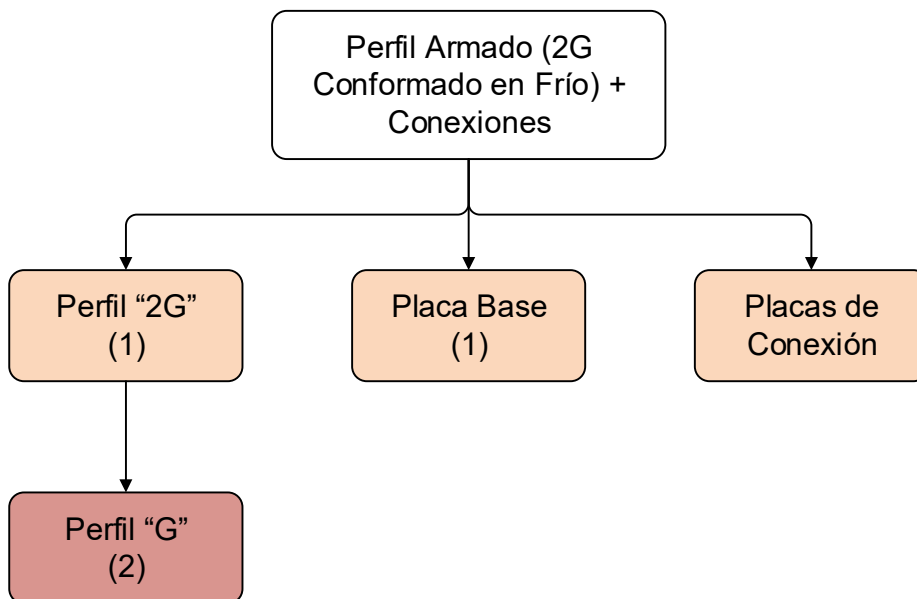 Perfil Armado (2G
Conformado en Frío) +
Conexiones
Perfil “2G”
(1)
Placa Base
(1)
Placas de
Conexión
Perfil “G”
(2)